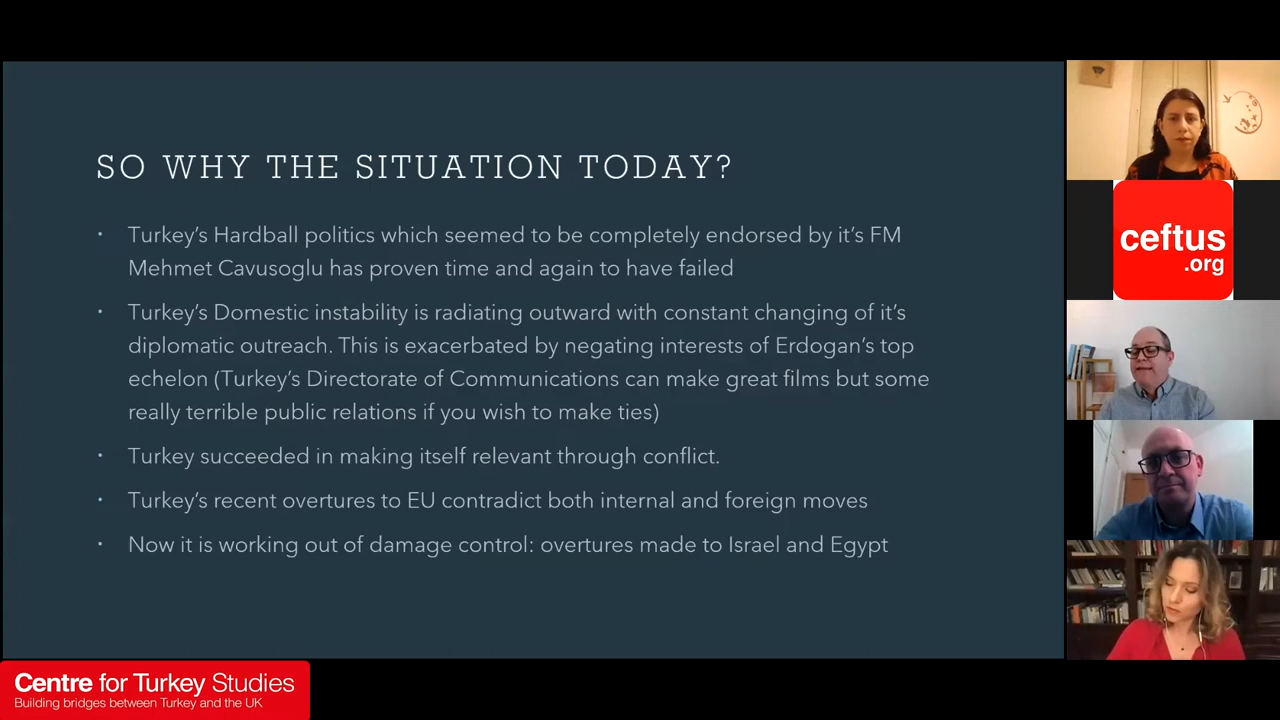 SO WHY THE SITUATION TODAY?
• Turkey's Hardball politics which seemed to be completely endorsed by it's FM
Mehmet Cavusoglu has proven time and again to have failed
• Turkey's Domestic instability is radiating outward with constant changing of it's
diplomatic outreach. This is exacerbated by negating interests of Erdogan's top
echelon (Turkey's Directorate of Communications can make great films but some
really terrible public relations if you wish to make ties)
• Turkey succeeded in making itself relevant through conflict.
• Turkey's recent overtures to EU contradict both internal and foreign moves
• Now it is working out of damage control: overtures made to Israel and Egypt
ceftus
.org
Centre for Turkey Studies
Building bridges between Turkey and the UK